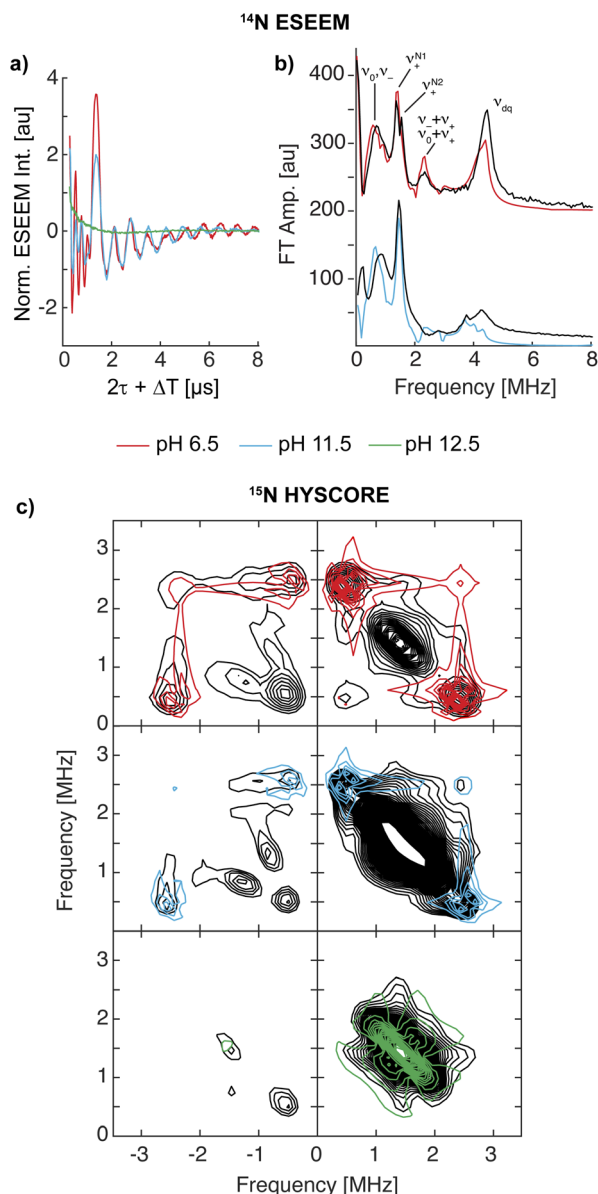 ¹⁴N ESEEM
a)
Norm. ESEEM Int. [au]
4
2
0
-2
0 2 4 6 8
2τ + ΔT [µs]
b)
FT Amp. [au]
400
300
200
100
ν₀,ν₋
ν₊ᴺ¹
ν₊ᴺ²
ν₋+ν₊
ν₀+ν₊
ν_dq
0 2 4 6 8
Frequency [MHz]
pH 6.5 pH 11.5 pH 12.5
¹⁵N HYSCORE
c)
Frequency [MHz]
3
2
1
0
3
2
1
0
3
2
1
0
-3 -2 -1 0 1 2 3
Frequency [MHz]